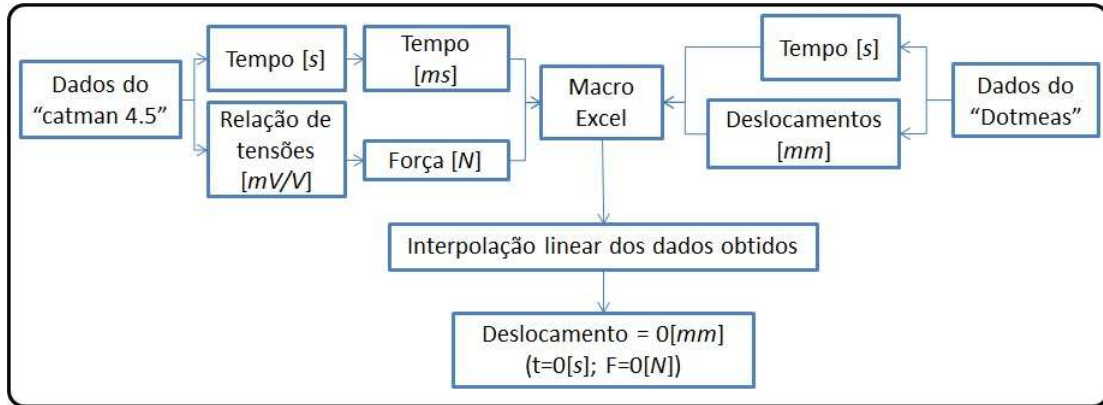 Dados do
“catman 4.5”
Tempo [s]
Relação de
tensões
[mV/V]
Tempo
[ms]
Força [N]
Macro
Excel
Tempo [s]
Deslocamentos
[mm]
Dados do
“Dotmeas”
Interpolação linear dos dados obtidos
Deslocamento = 0[mm]
(t=0[s]; F=0[N])